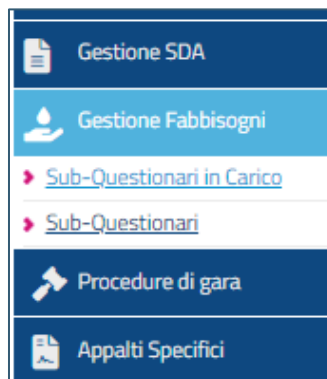 Gestione SDA
Gestione Fabbisogni
Sub-Questionari in Carico
Sub-Questionari
Procedure di gara
Appalti Specifici